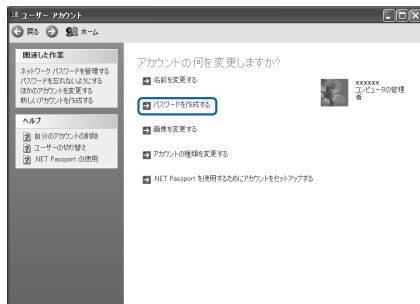 ユーザー アカウント
戻る ホーム
関連した作業
ネットワーク パスワードを管理する
パスワードを忘れないようにする
ほかのアカウントを変更する
新しいアカウントを作成する
ヘルプ
自分のアカウントの削除
ユーザーの切り替え
.NET Passport の使用
アカウントの何を変更しますか?
名前を変更する
パスワードを作成する
画像を変更する
アカウントの種類を変更する
.NET Passport を使用するためにアカウントをセットアップする
xxxxxx
コンピュータの管理
者